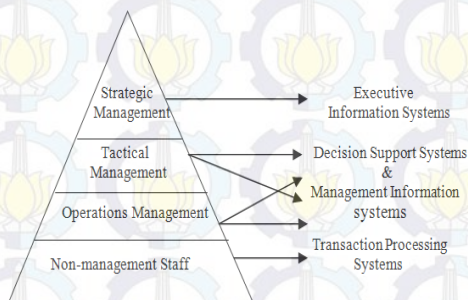 Strategic
Management
Executive
Information Systems
Tactical
Management
Decision Support Systems
&
Management Information
systems
Operations Management
Transaction Processing
Systems
Non-management Staff